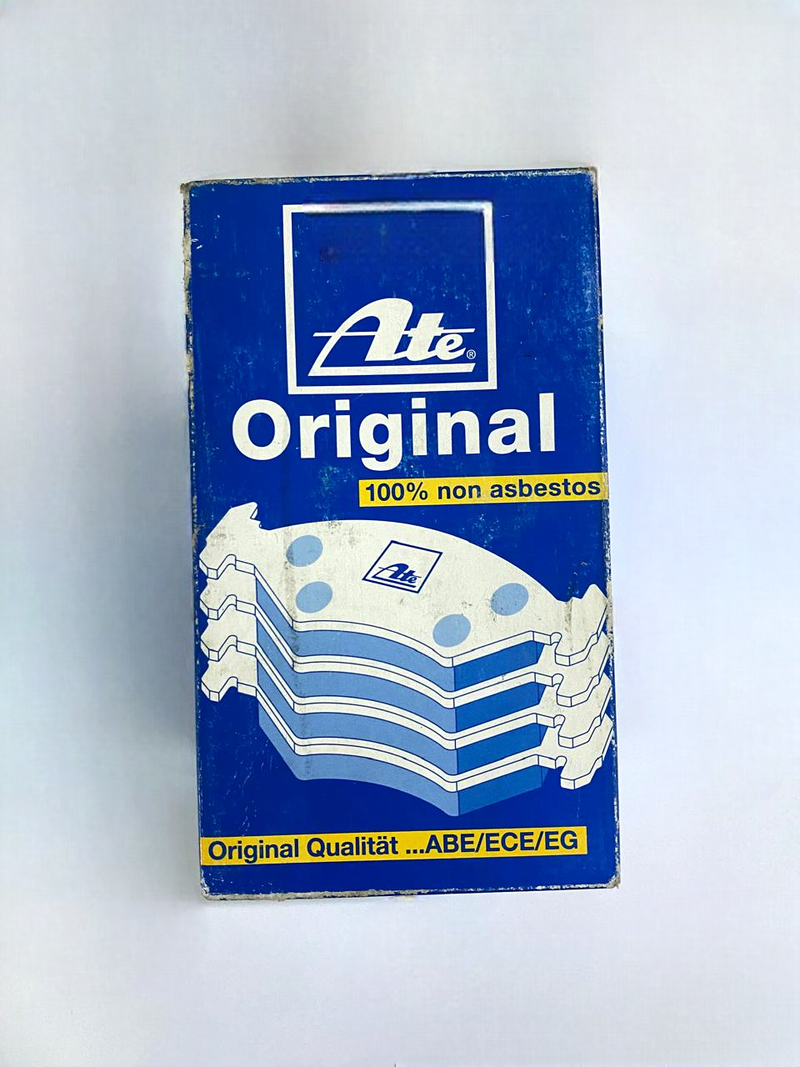 Ate®
Original
100% non asbestos
Ate
Original Qualität ...ABE/ECE/EG